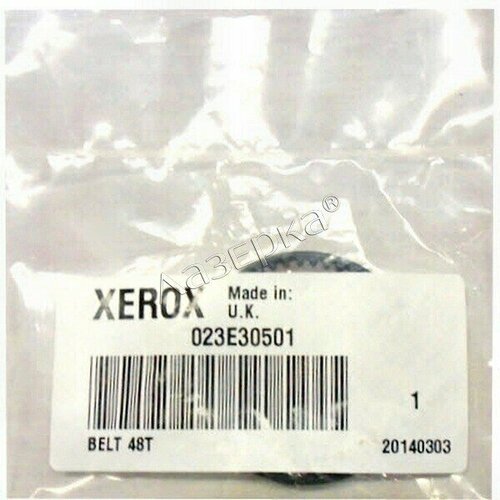 Лазерка®
XEROX Made in:
U.K.
023E30501
1
BELT 48T 20140303